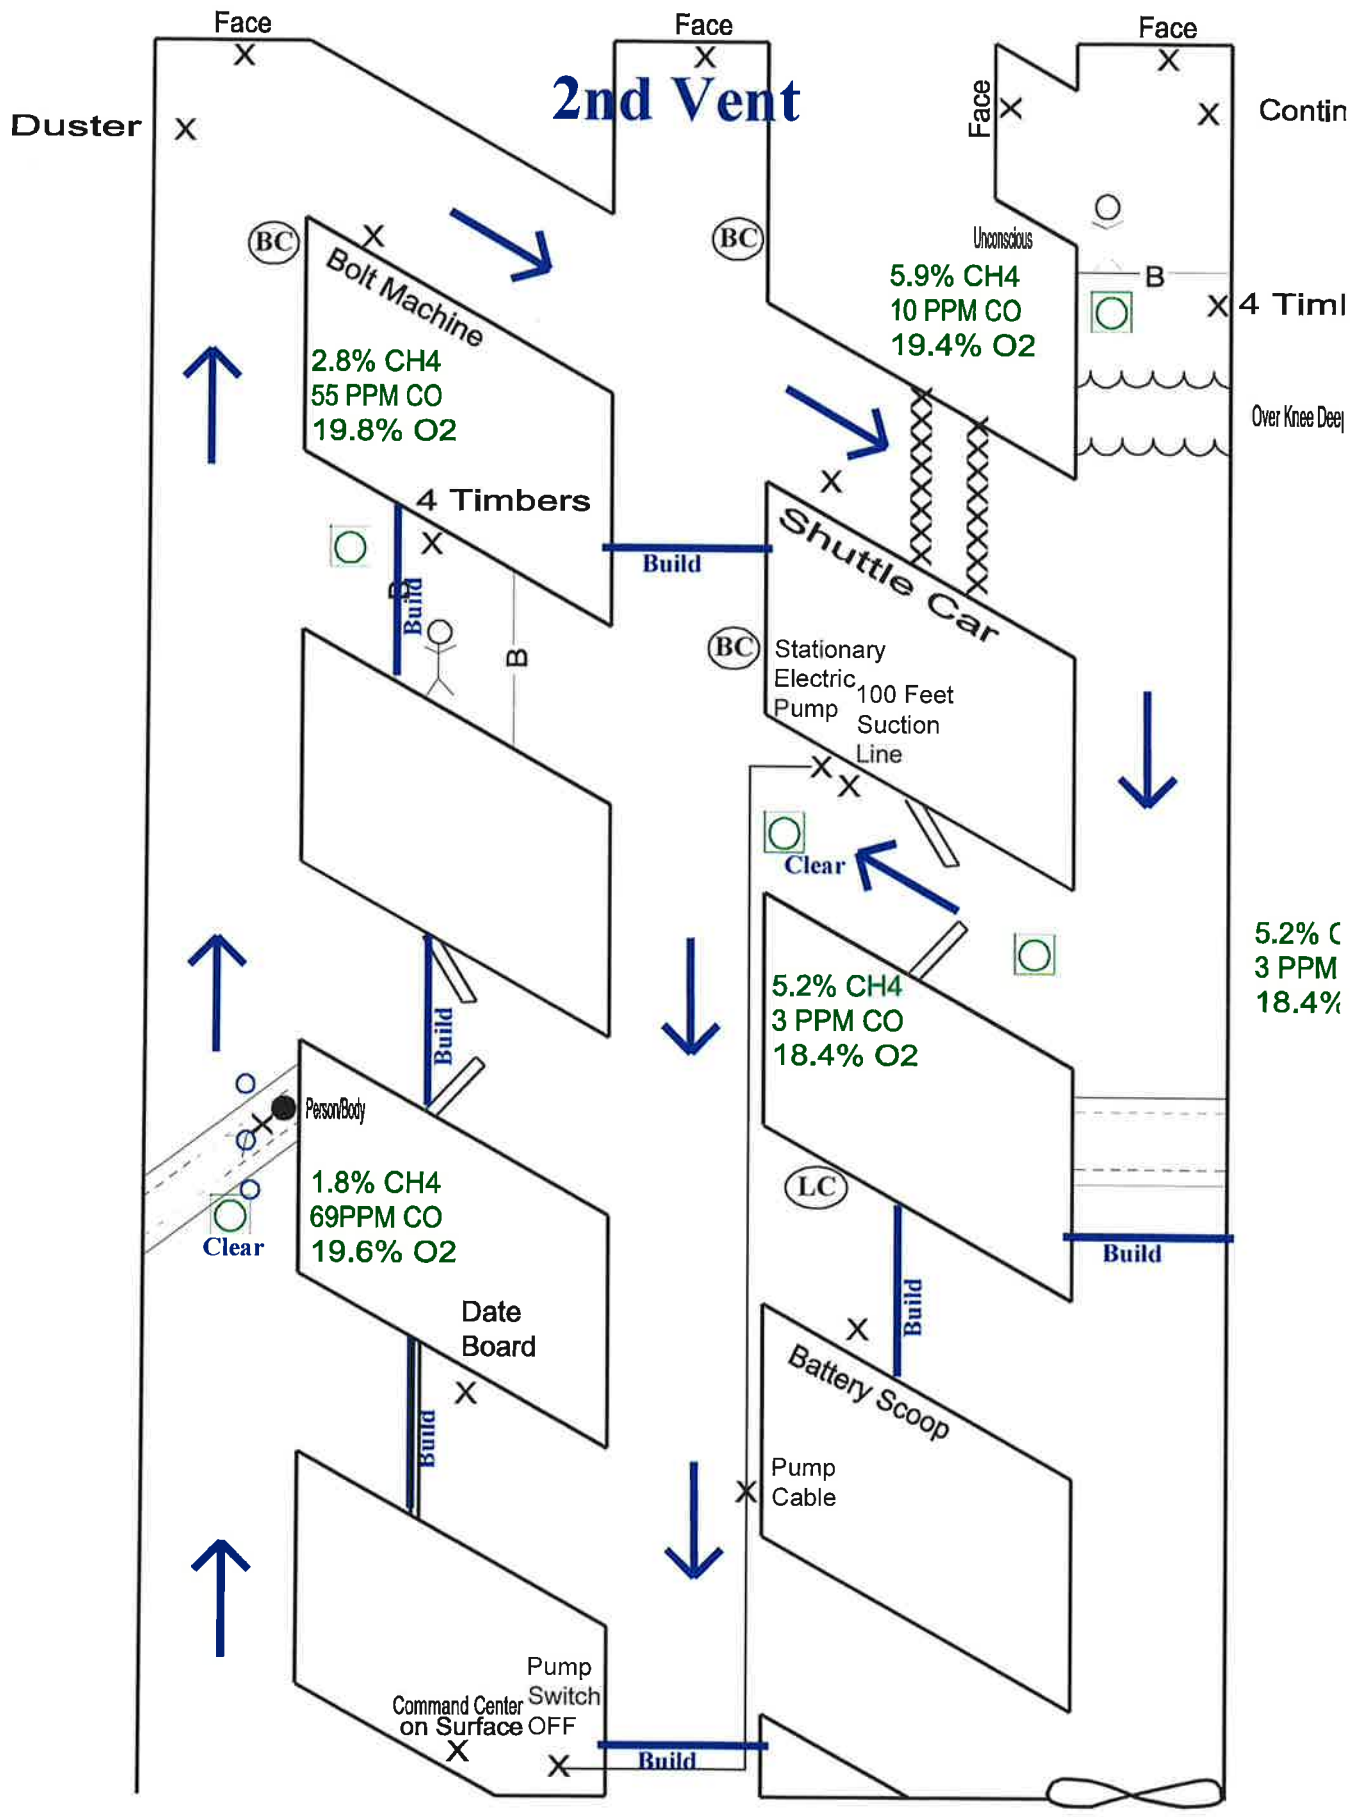 Face
Face
Face
2nd Vent
Duster
Face
Contin
BC
BC
Bolt Machine
Unconscious
5.9% CH4
10 PPM CO
19.4% O2
B
4 Timl
2.8% CH4
55 PPM CO
19.8% O2
Over Knee Deep
4 Timbers
Build
Shuttle Car
B
Build
B
BC
Stationary
Electric
Pump
100 Feet
Suction
Line
Clear
5.2% C
3 PPM
18.4%
5.2% CH4
3 PPM CO
18.4% O2
Build
Person/Body
1.8% CH4
69PPM CO
19.6% O2
Clear
LC
Build
Build
Date
Board
Build
Battery Scoop
Pump
Cable
Pump
Switch
OFF
Command Center
on Surface
Build